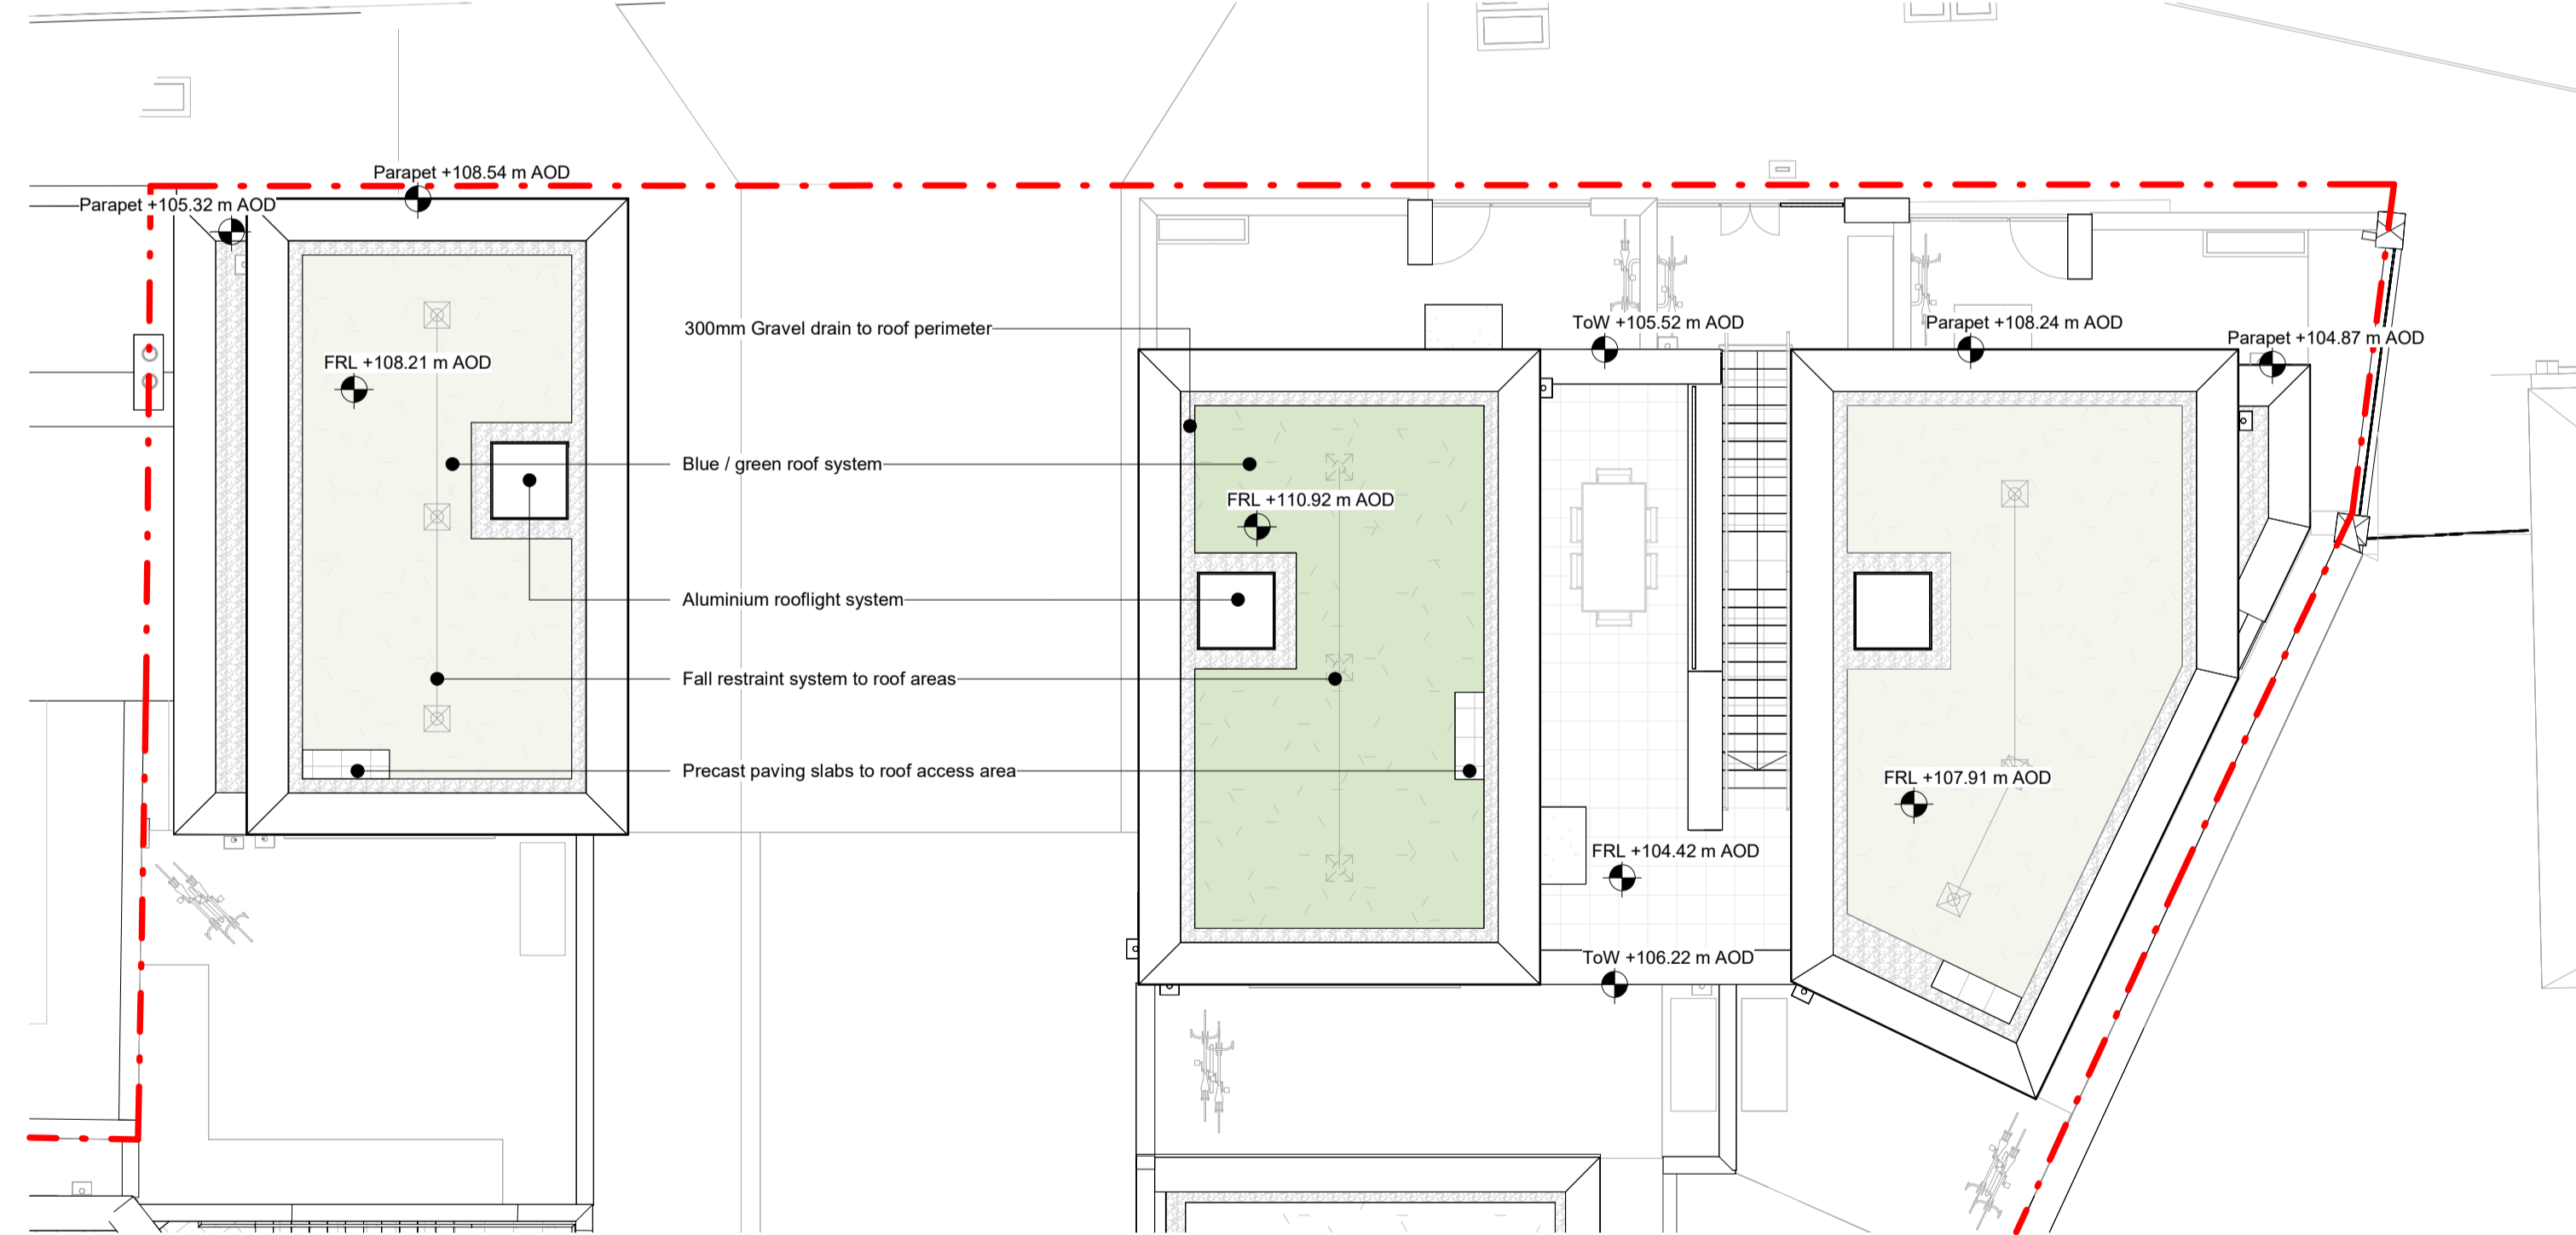 Parapet +108.54 m AOD
Parapet +105.32 m AOD
300mm Gravel drain to roof perimeter
ToW +105.52 m AOD
Parapet +108.24 m AOD
Parapet +104.87 m AOD
FRL +108.21 m AOD
Blue / green roof system
FRL +110.92 m AOD
Aluminium rooflight system
Fall restraint system to roof areas
Precast paving slabs to roof access area
FRL +107.91 m AOD
FRL +104.42 m AOD
ToW +106.22 m AOD